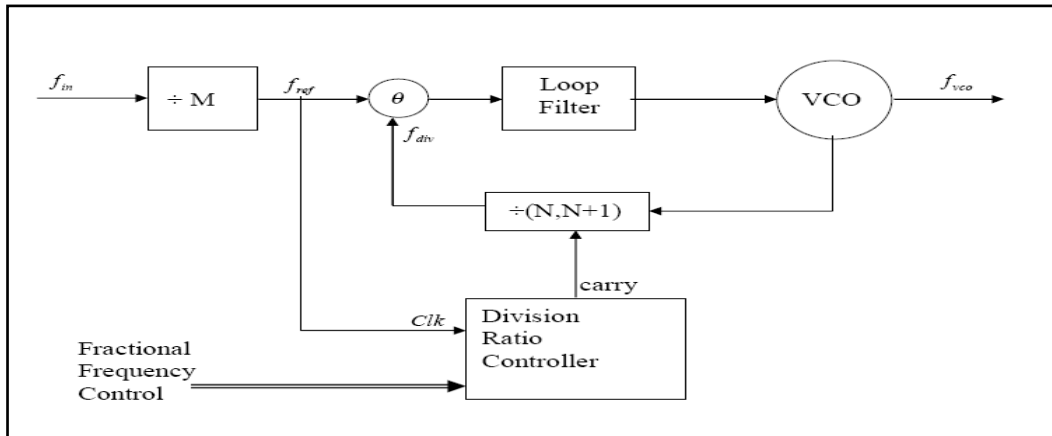 f_in
÷ M
f_ref
θ
Loop
Filter
VCO
f_vco
f_div
÷(N,N+1)
carry
Clk
Division
Ratio
Controller
Fractional
Frequency
Control